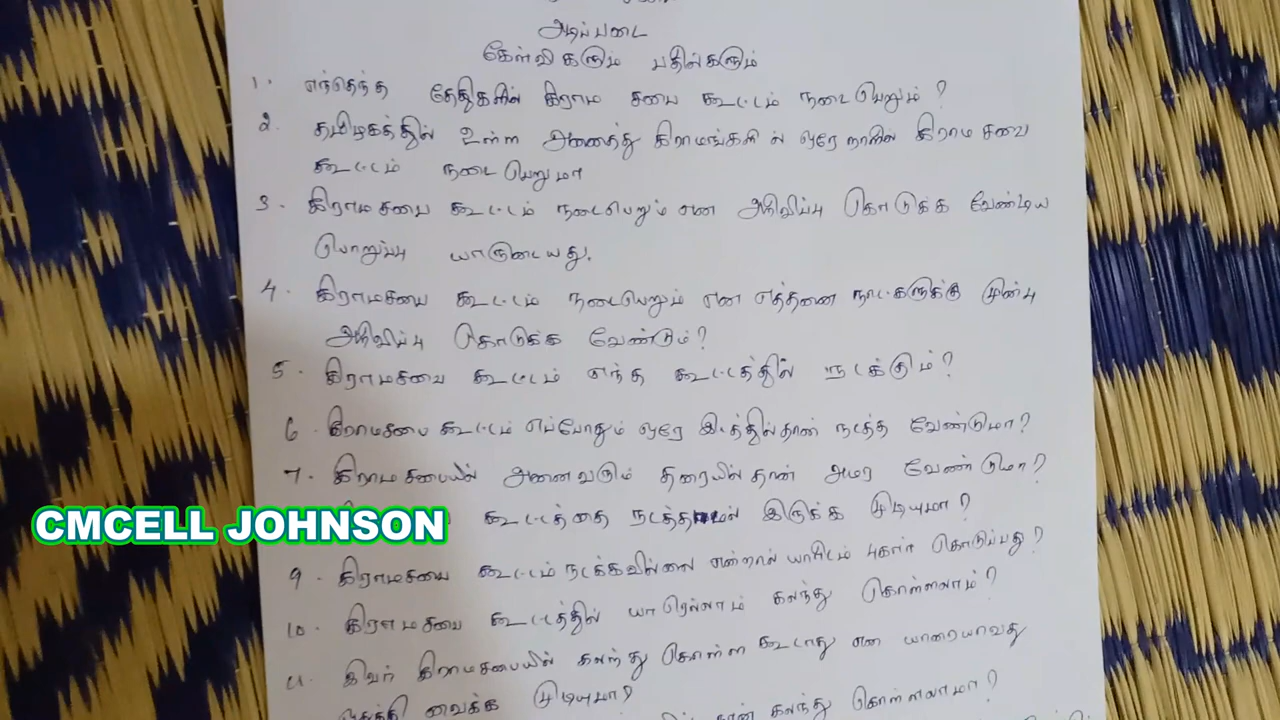 அடிப்படை
கேள்விகளும் பதில்களும்
1. எந்தெந்த தேதிகளில் கிராம சபை கூட்டம் நடைபெறும்?
2. தமிழகத்தில் உள்ள அனைத்து கிராமங்களில் ஒரே நாளில் கிராம சபை
கூட்டம் நடைபெறுமா
3. கிராம சபை கூட்டம் நடைபெறும் என அறிவிப்பு கொடுக்க வேண்டிய
பொறுப்பு யாருடையது.
4. கிராமசபை கூட்டம் நடைபெறும் என எத்தனை நாட்களுக்கு முன்பு
அறிவிப்பு கொடுக்க வேண்டும்?
5. கிராமசபை கூட்டம் எந்த கூட்டத்தில் நடக்கும்?
6. கிராமசபை கூட்டம் எப்போதும் ஒரே இடத்தில்தான் நடத்த வேண்டுமா?
7. கிராம சபையில் அனைவரும் தரையில் தான் அமர வேண்டுமா?
CMCELL JOHNSON
கூட்டத்தை நடத்தாமல் இருக்க முடியுமா?
9. கிராமசபை கூட்டம் நடக்கவில்லை என்றால் யாரிடம் புகார் கொடுப்பது?
10. கிராம சபை கூட்டத்தில் யாரெல்லாம் கலந்து கொள்ளலாம்?
11. இவர் கிராமசபையில் கலந்து கொள்ள கூடாது என யாரையாவது
வைக்க முடியுமா?
தான் கலந்து கொள்ளலாமா?